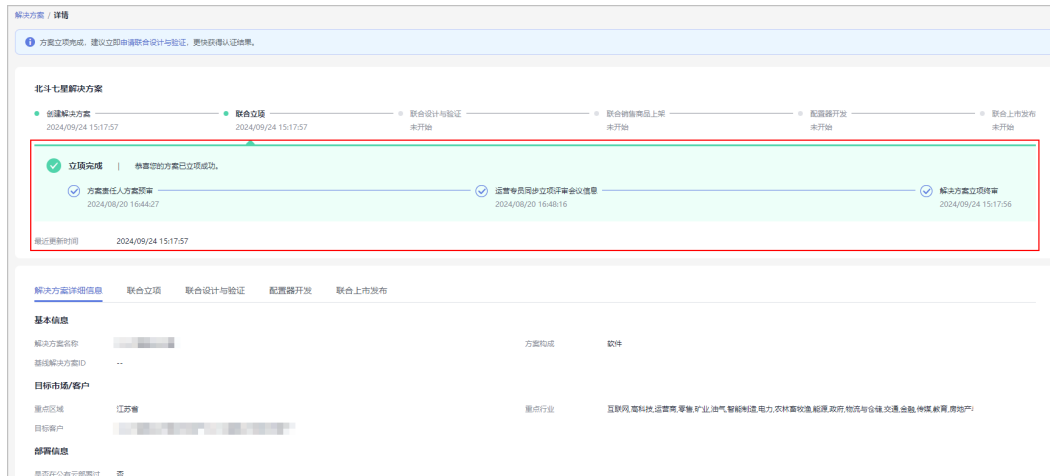 解决方案 / 详情
方案立项完成，建议立即申请联合设计与验证，更快获得认证结果。
北斗七星解决方案
创建解决方案 联合立项 联合设计与验证 联合销售商品上架 配置器开发 联合上市发布
2024/09/24 15:17:57 2024/09/24 15:17:57 未开始 未开始 未开始 未开始
立项完成 | 恭喜您的方案已立项成功。
方案责任人方案预审 运营专员同步立项评审会议信息 解决方案立项终审
2024/08/20 16:44:27 2024/08/20 16:48:16 2024/09/24 15:17:56
最近更新时间 2024/09/24 15:17:57
解决方案详细信息 联合立项 联合设计与验证 配置器开发 联合上市发布
基本信息
解决方案名称 方案构成 软件
基线解决方案ID --
目标市场/客户
重点区域 江苏省 重点行业 互联网,高科技,运营商,零售,矿业,油气,智能制造,电力,农林畜牧渔,能源,政府,物流与仓储,交通,金融,传媒,教育,房地产
目标客户
部署信息
是否在公有云部署过 否